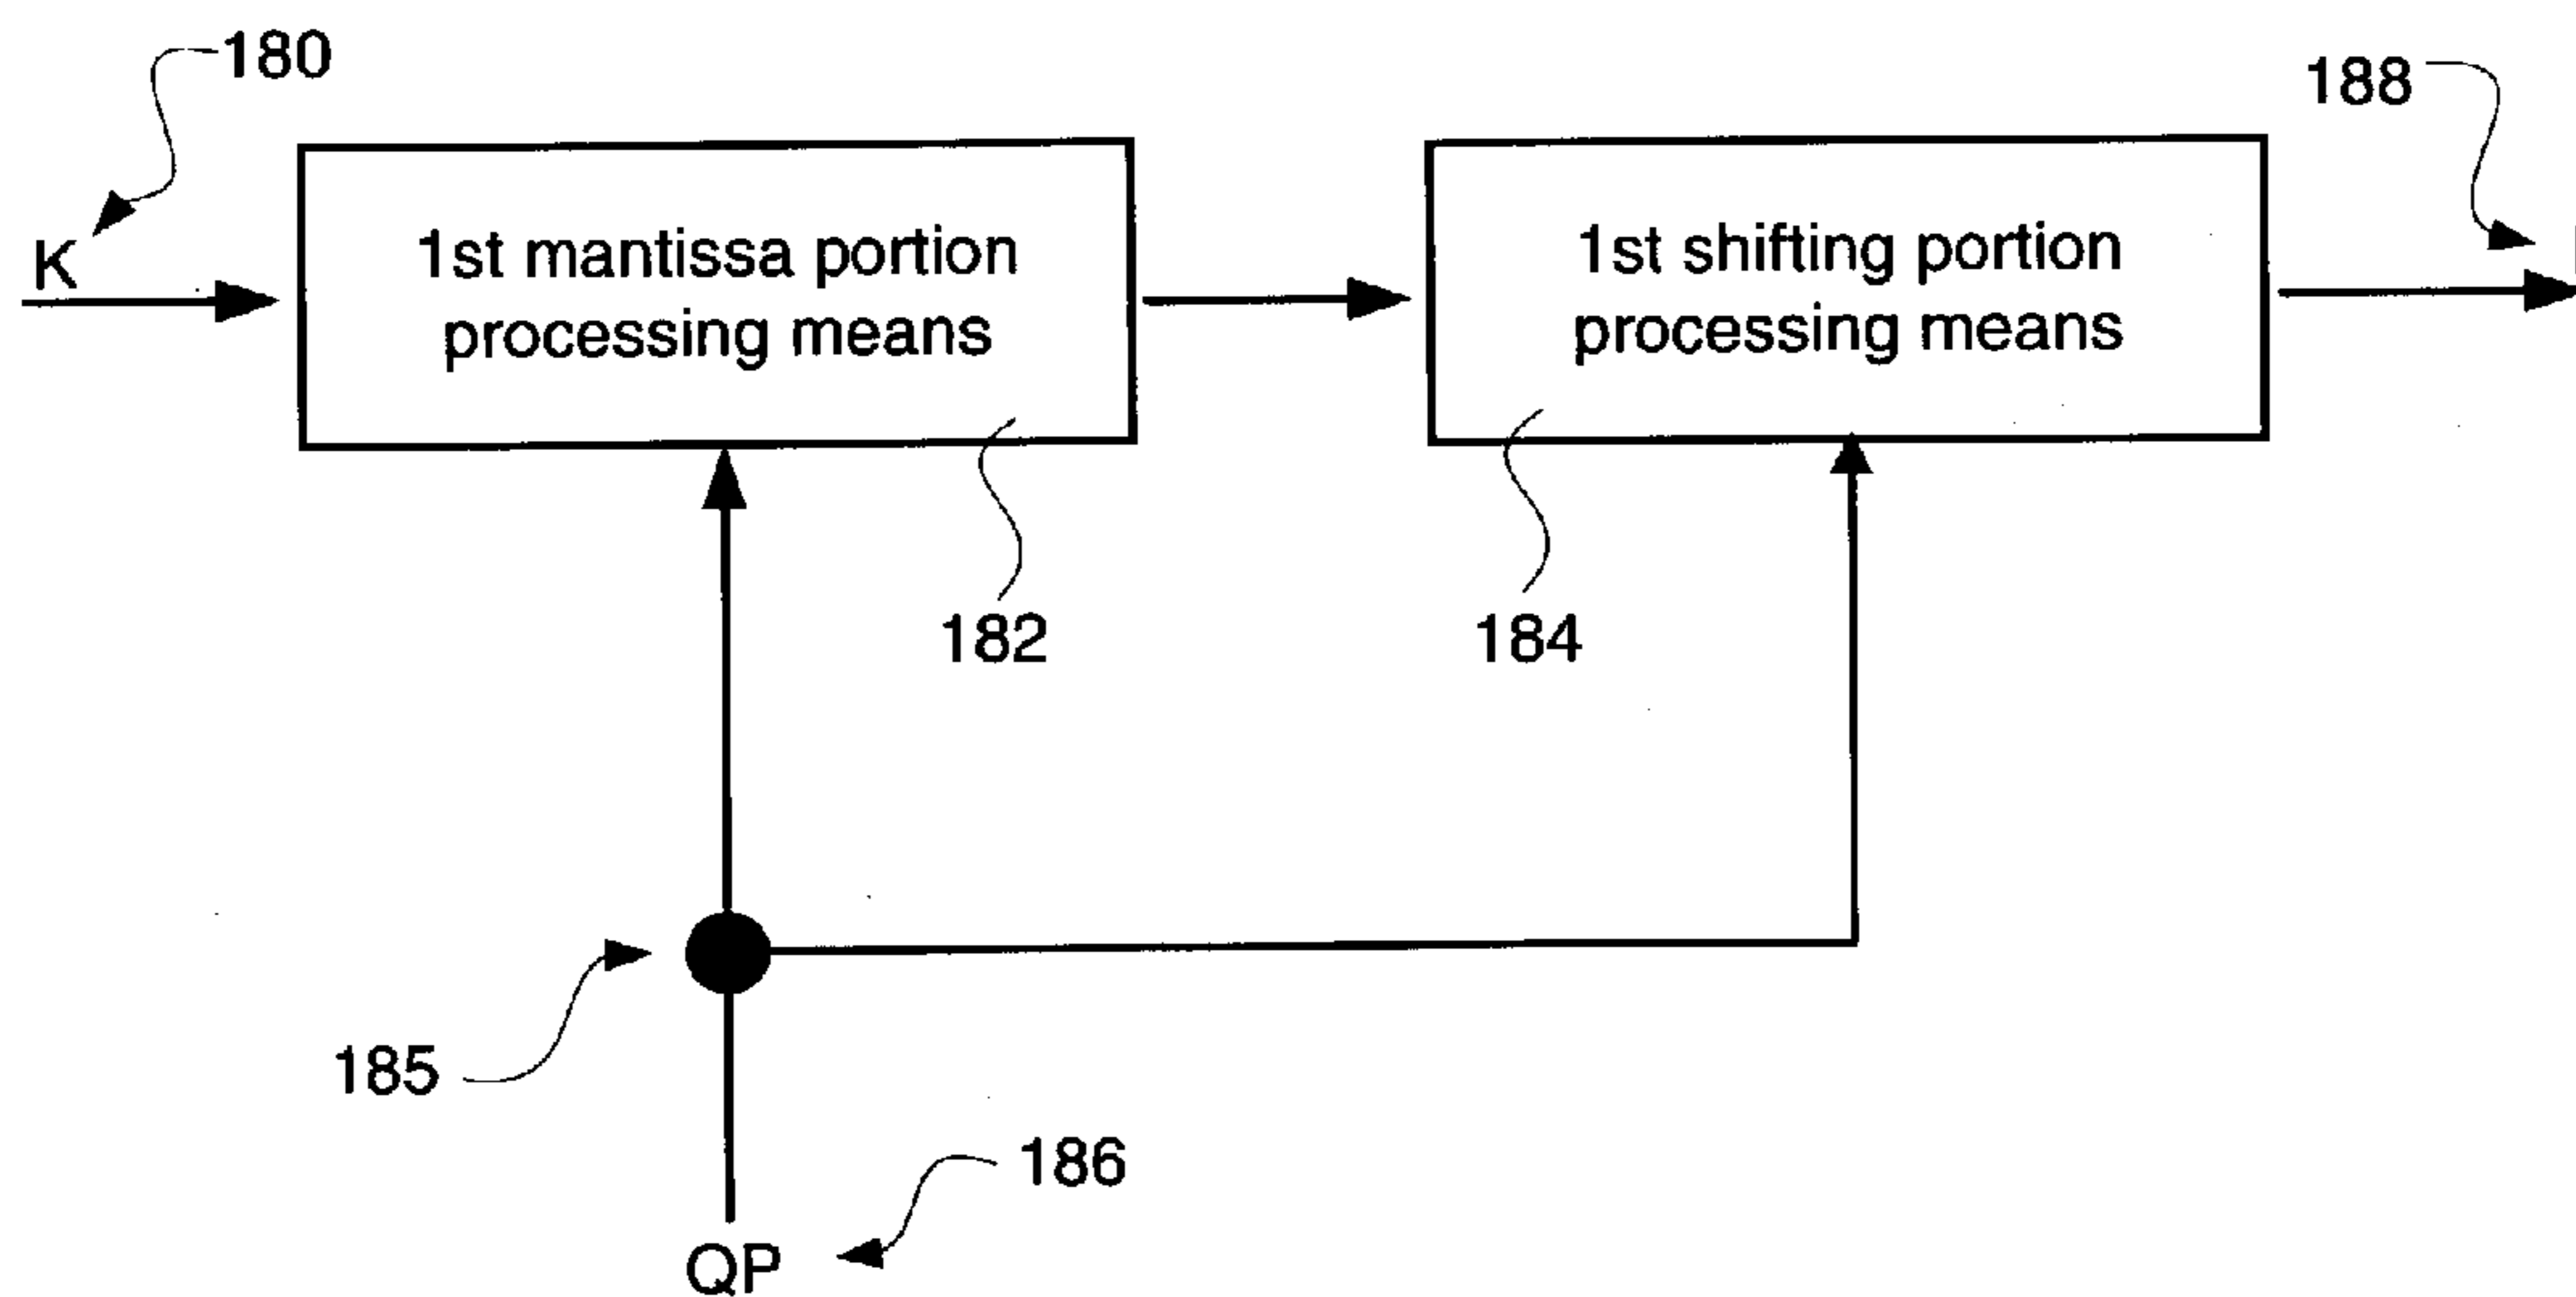 180
188
K
1st mantissa portion
processing means
1st shifting portion
processing means
182
184
185
186
QP